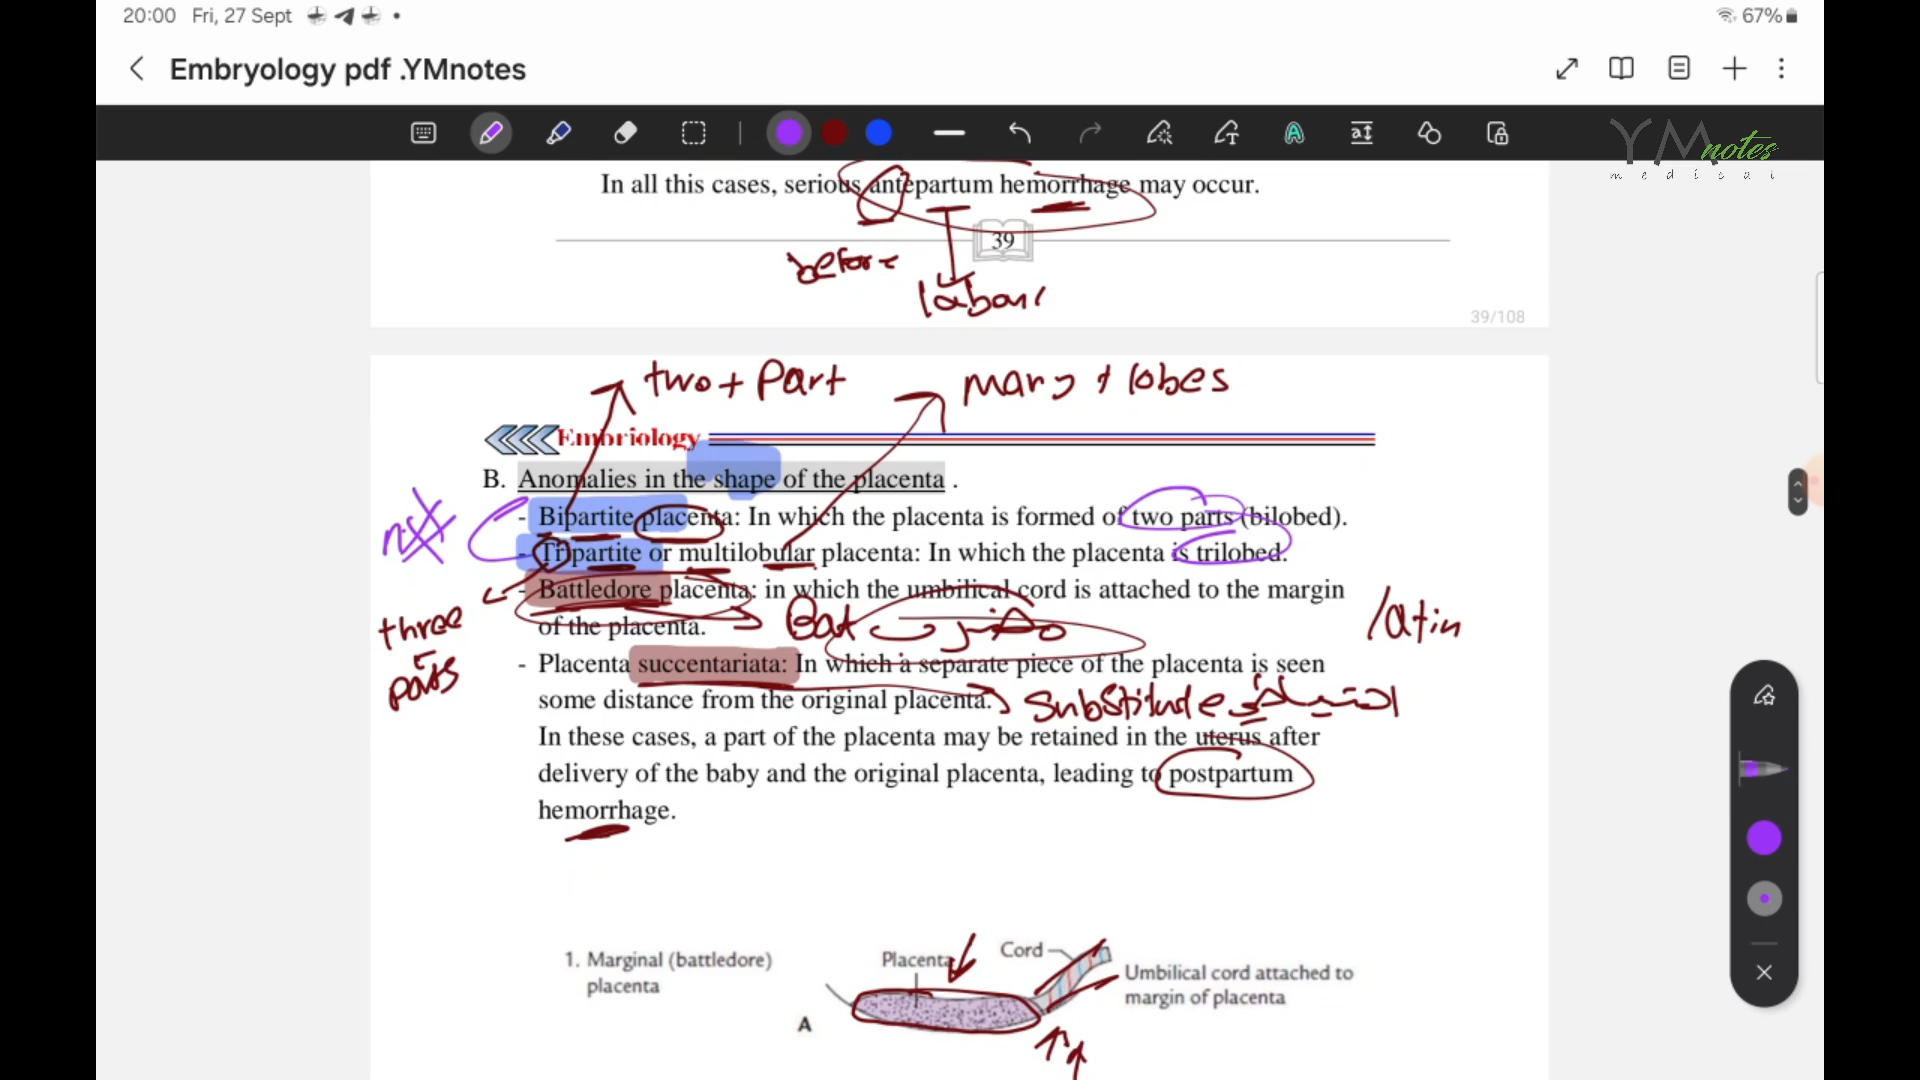 20:00 Fri, 27 Sept
67%
Embryology pdf .YMnotes
YMnotes
medical
In all this cases, serious antepartum hemorrhage may occur.
39
before
labour
39/108
two + Part
many + lobes
Embriology
B. Anomalies in the shape of the placenta .
- Bipartite placenta: In which the placenta is formed of two parts (bilobed).
- Tripartite or multilobular placenta: In which the placenta is trilobed.
- Battledore placenta: in which the umbilical cord is attached to the margin
of the placenta.
Bat
latin
three
parts
- Placenta succentariata: In which a separate piece of the placenta is seen
some distance from the original placenta.
Substitude
In these cases, a part of the placenta may be retained in the uterus after
delivery of the baby and the original placenta, leading to postpartum
hemorrhage.
1. Marginal (battledore)
placenta
Placenta
Cord
Umbilical cord attached to
margin of placenta
A